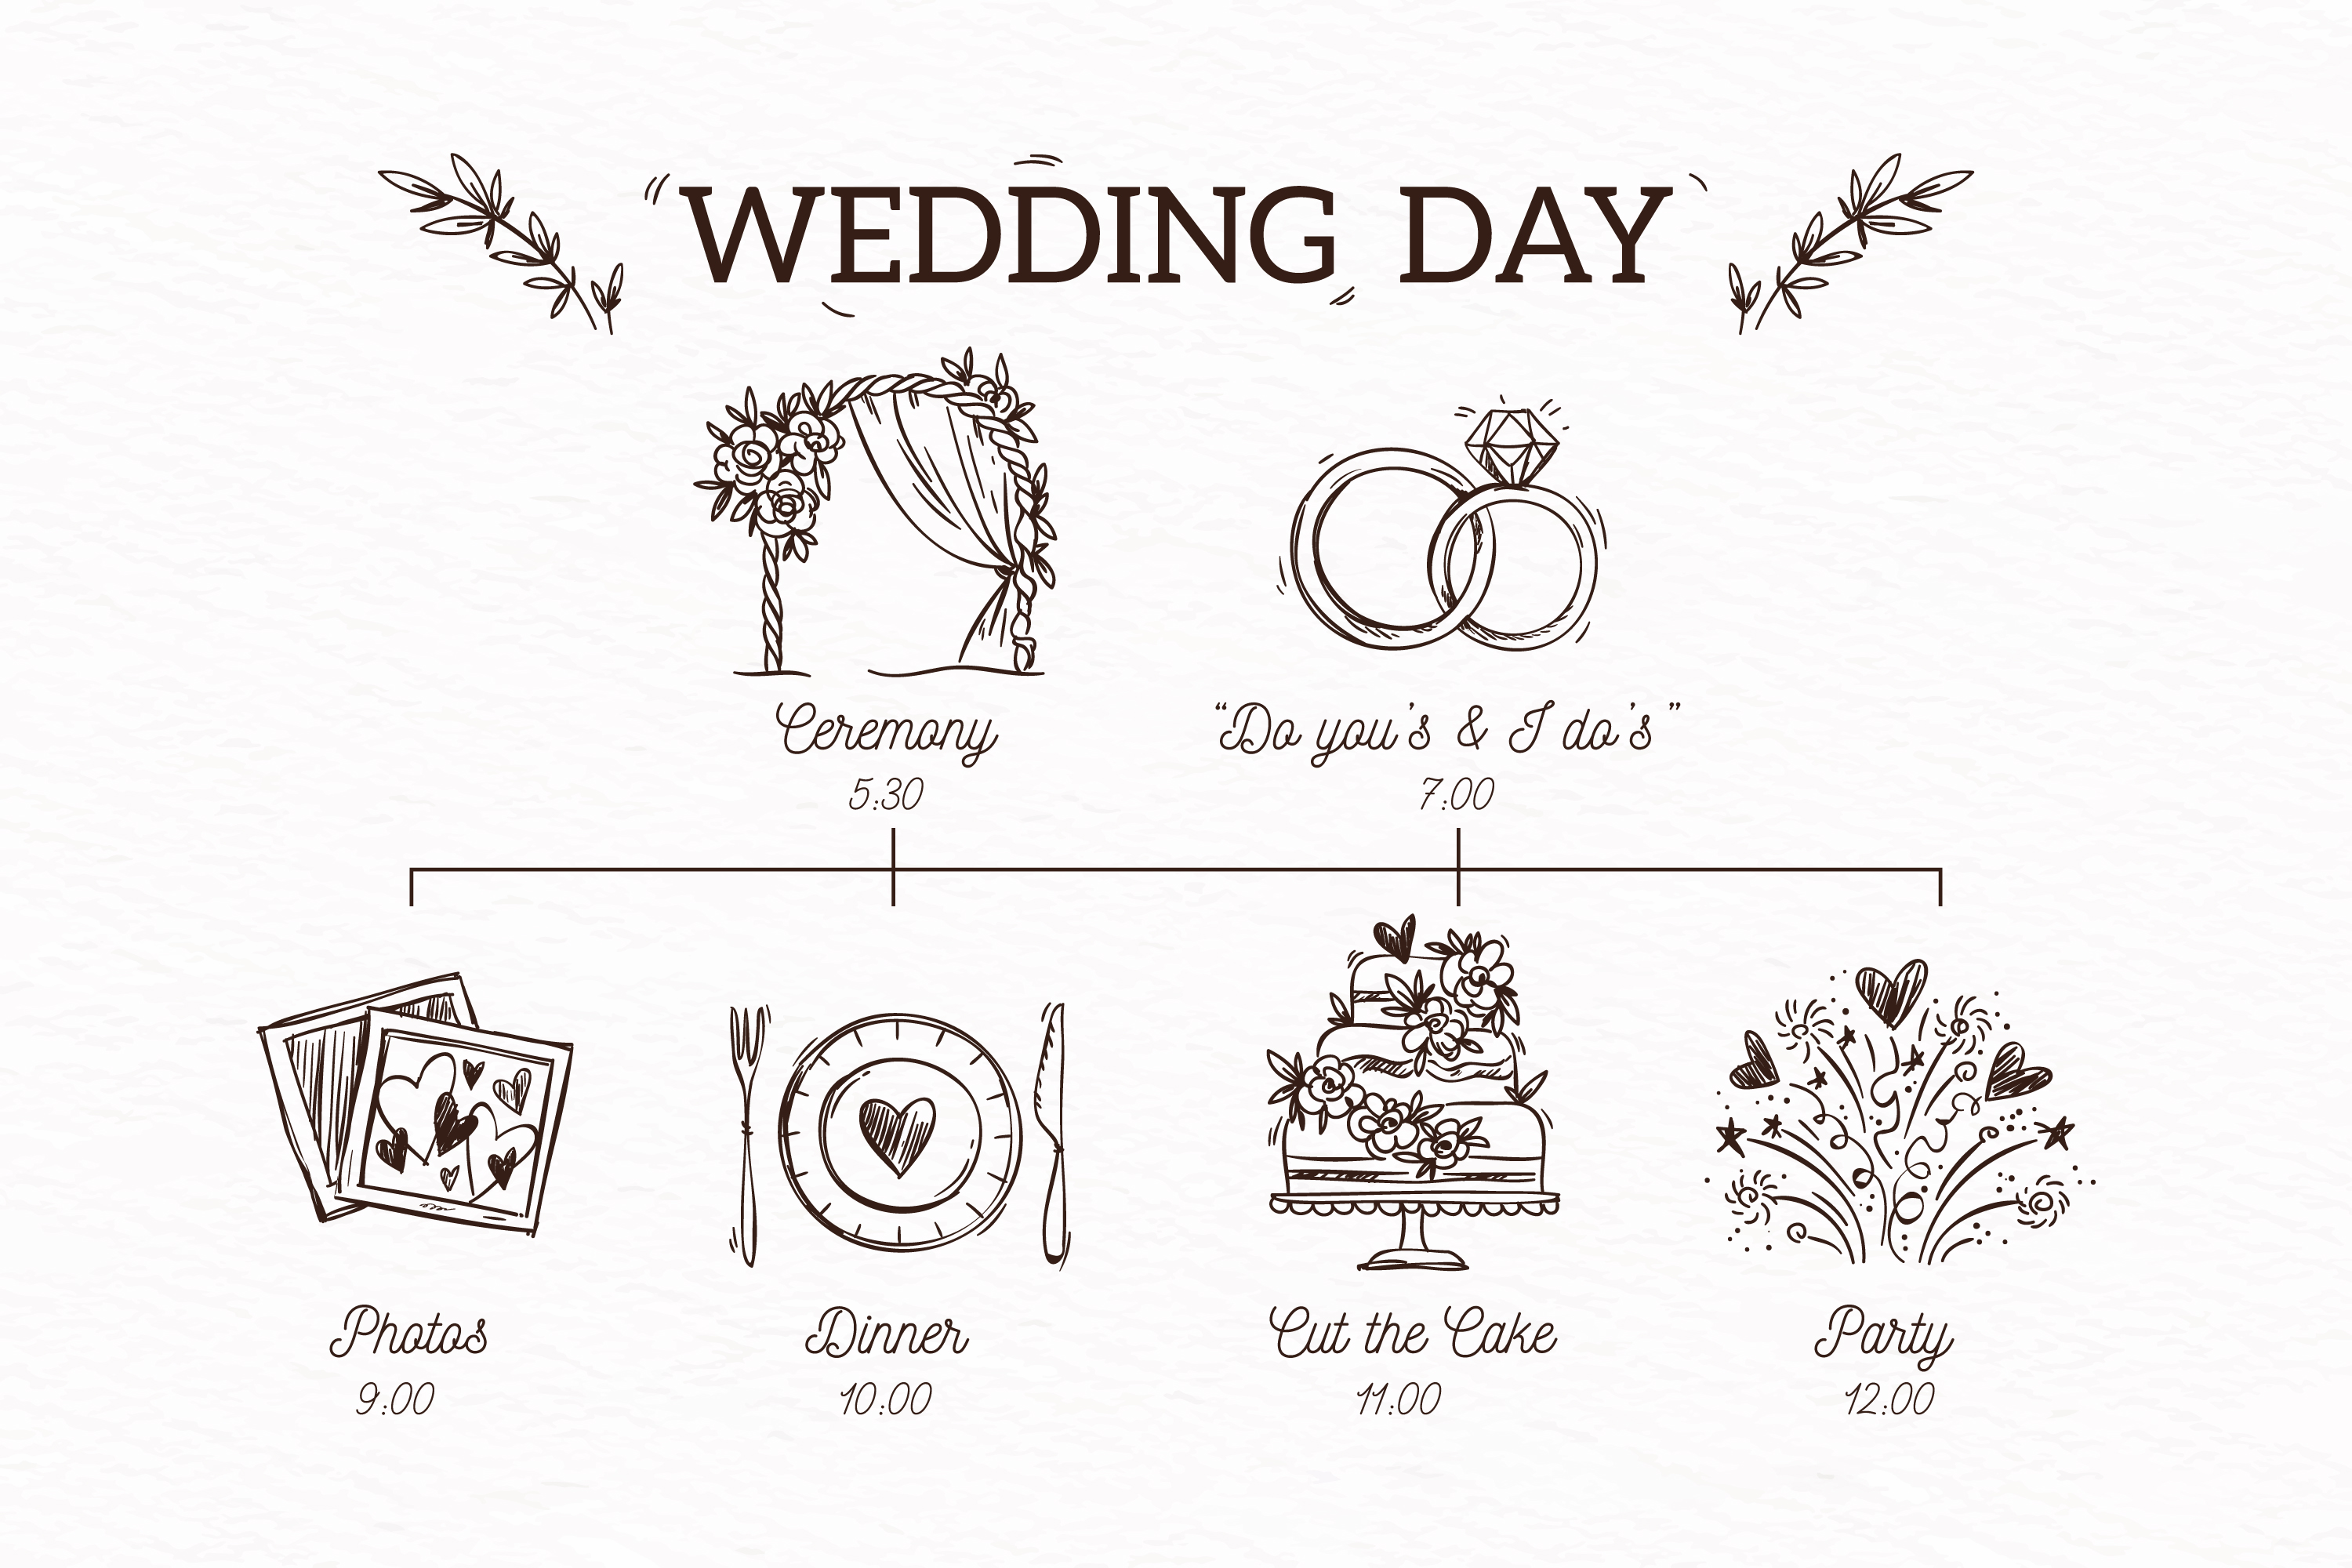 WEDDING DAY
Ceremony
5:30
“Do you's & I do's”
7:00
Photos
9:00
Dinner
10:00
Cut the Cake
11:00
Party
12:00